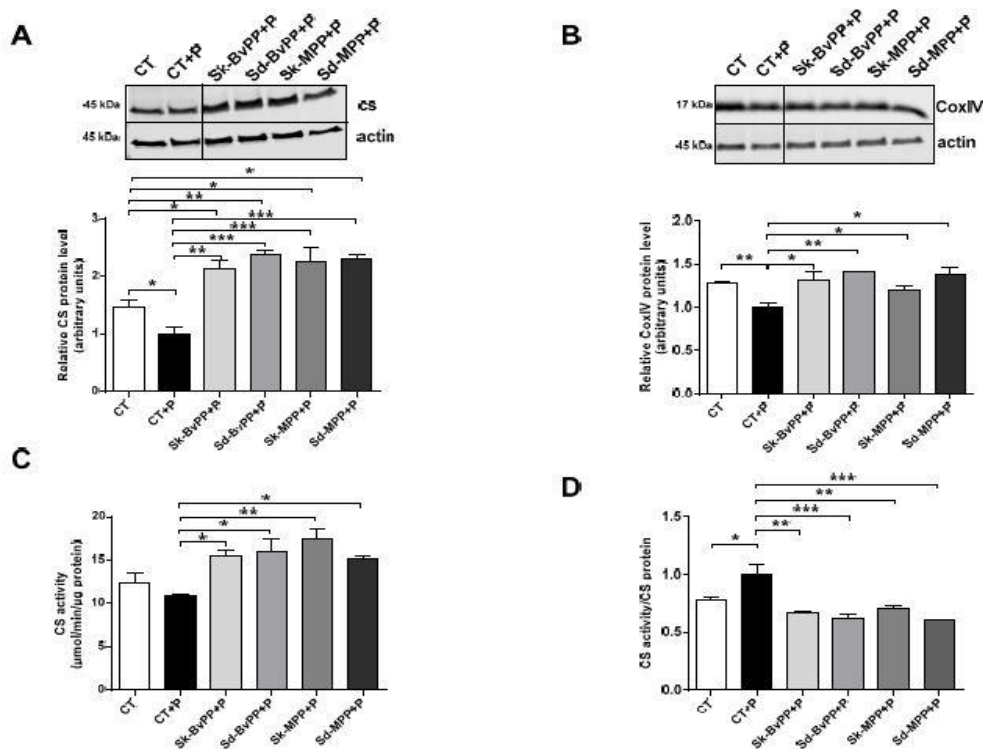 A
CT
CT+P
Sk-BvPP+P
Sd-BvPP+P
Sk-MPP+P
Sd-MPP+P
45 kDa
CS
45 kDa
actin
*
*
**
*
***
***
***
**
*
Relative CS protein level
(arbitrary units)
3
2
1
0
CT
CT+P
Sk-BvPP+P
Sd-BvPP+P
Sk-MPP+P
Sd-MPP+P
B
CT
CT+P
Sk-BvPP+P
Sd-BvPP+P
Sk-MPP+P
Sd-MPP+P
17 kDa
CoxIV
45 kDa
actin
*
*
**
** *
Relative CoxIV protein level
(arbitrary units)
2.0
1.5
1.0
0.5
0.0
CT
CT+P
Sk-BvPP+P
Sd-BvPP+P
Sk-MPP+P
Sd-MPP+P
C
*
**
*
*
CS activity
(µmol/min/µg protein)
20
15
10
5
0
CT
CT+P
Sk-BvPP+P
Sd-BvPP+P
Sk-MPP+P
Sd-MPP+P
D
***
**
***
**
*
CS activity/CS protein
1.5
1.0
0.5
0.0
CT
CT+P
Sk-BvPP+P
Sd-BvPP+P
Sk-MPP+P
Sd-MPP+P